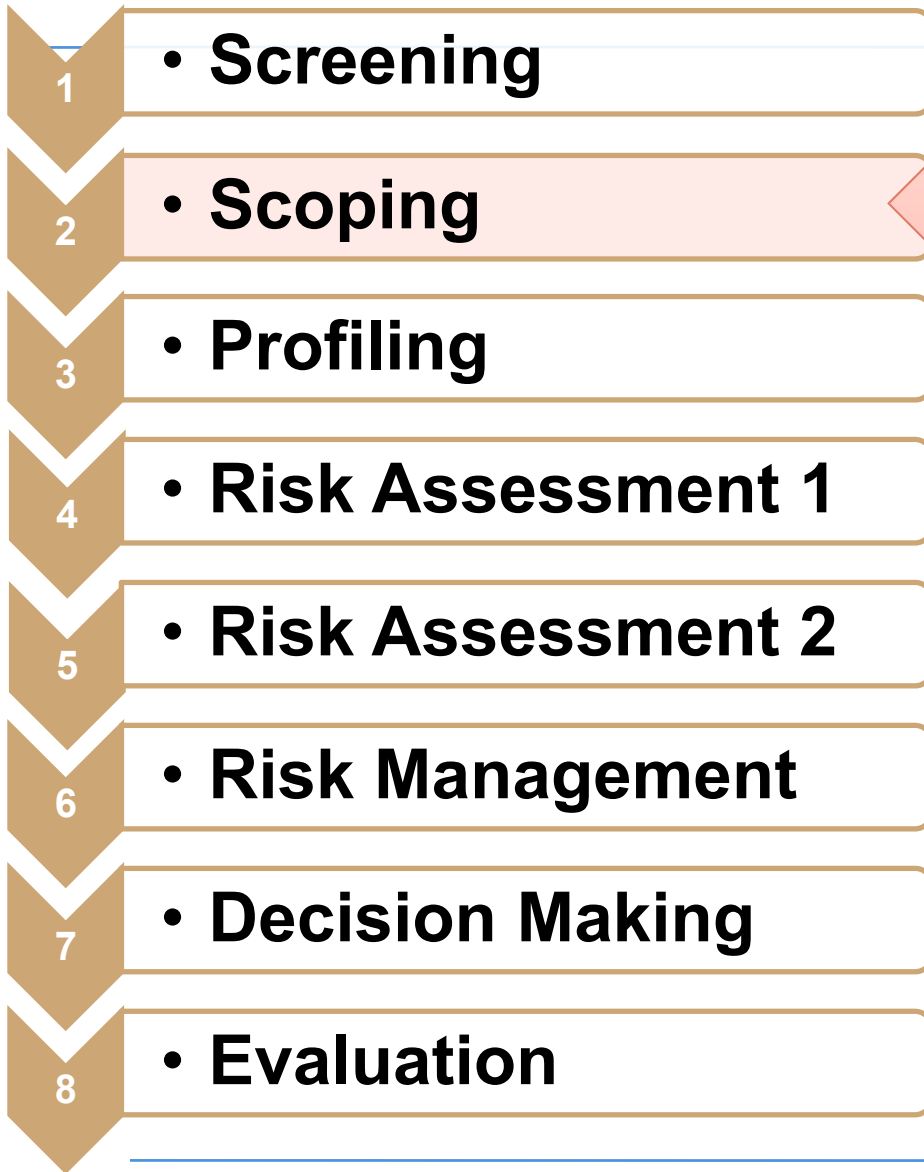 1 • Screening
2 • Scoping
3 • Profiling
4 • Risk Assessment 1
5 • Risk Assessment 2
6 • Risk Management
7 • Decision Making
8 • Evaluation